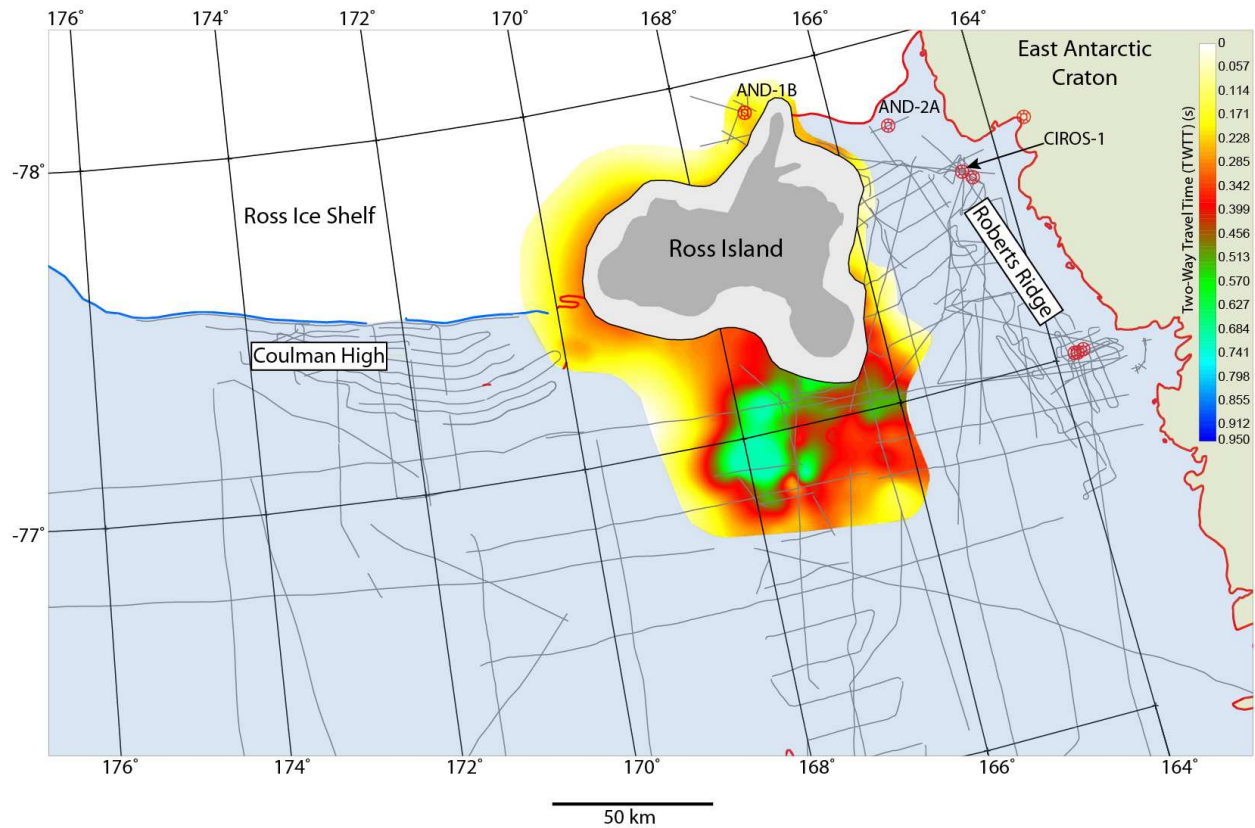 176° 174° 172° 170° 168° 166° 164°
East Antarctic
Craton
AND-1B
AND-2A
CIROS-1
-78°
Ross Ice Shelf
Ross Island
Roberts Ridge
Coulman High
-77°
Two-Way Travel Time (TWTT) (s)
0
0.057
0.114
0.171
0.228
0.285
0.342
0.399
0.456
0.513
0.570
0.627
0.741
0.798
0.855
0.912
0.950
176° 174° 172° 170° 168° 166° 164°
50 km